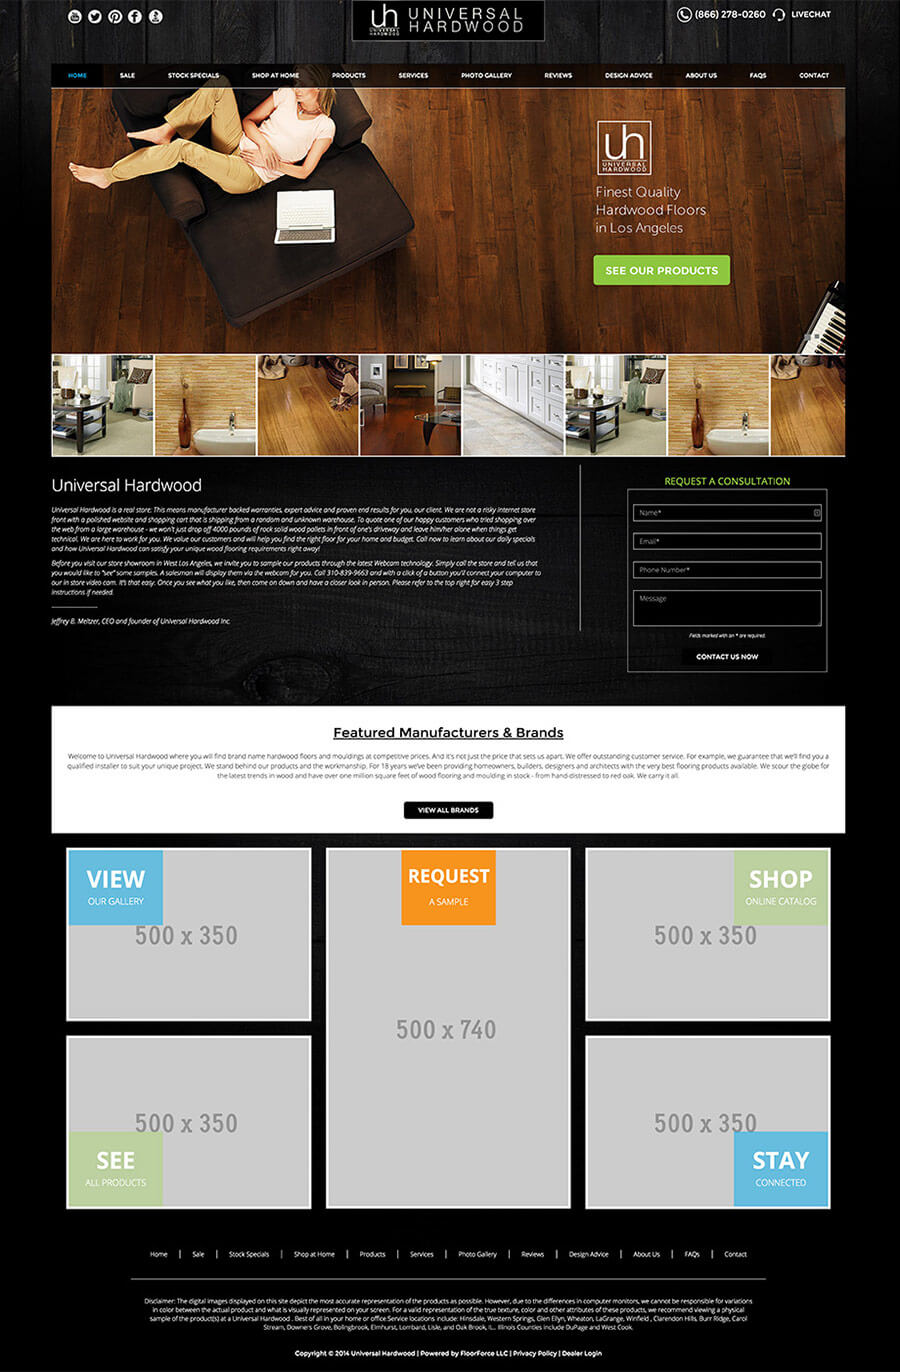 uh UNIVERSAL HARDWOOD
UNIVERSAL
HARDWOOD
(866) 278-0260 LIVECHAT
HOME SALE STOCK SPECIALS SHOP AT HOME PRODUCTS SERVICES PHOTO GALLERY REVIEWS DESIGN ADVICE ABOUT US FAQS CONTACT
uh
UNIVERSAL
HARDWOOD
Finest Quality
Hardwood Floors
in Los Angeles
SEE OUR PRODUCTS
Universal Hardwood
Universal Hardwood is a real store: This means manufacturer backed warranties, expert advice and proven end results for you, our client. We are not a risky internet store
front with a polished website and shopping cart that is shipping from a random and unknown warehouse. To quote one of our happy customers who tried shopping over
the web from a large warehouse - we won't just drop off 4000 pounds of rock solid wood pallets in front of one's driveway and leave him/her alone when things get
technical. We are here to work for you. We value our customers and will help you find the right floor for your home and budget. Call now to learn about our daily specials
and how Universal Hardwood can satisfy your unique wood flooring requirements right away!
Before you visit our store showroom in West Los Angeles, we invite you to sample our products through the latest Webcam technology. Simply call the store and tell us that
you would like to "see" some samples. A salesman will display them via the webcam for you. Call 310-839-9663 and with a click of a button you'll connect your computer to
our in store video cam. It's that easy. Once you see what you like, then come on down and have a closer look in person. Please refer to the top right for easy 3 step
instructions if needed.
Jeffrey B. Meltzer, CEO and founder of Universal Hardwood Inc.
REQUEST A CONSULTATION
Name*
Email*
Phone Number*
Message
Fields marked with an * are required.
CONTACT US NOW
Featured Manufacturers & Brands
Welcome to Universal Hardwood where you will find brand name hardwood floors and mouldings at competitive prices. And it's not just the price that sets us apart. We offer outstanding customer service. For example, we guarantee that we'll find you a
qualified installer to suit your unique project. We stand behind our products and the workmanship. For 18 years we've been providing homeowners, builders, designers and architects with the very best flooring products available. We scour the globe for
the latest trends in wood and have over one million square feet of wood flooring and moulding in stock - from hand-distressed to red oak. We carry it all.
VIEW ALL BRANDS
VIEW
OUR GALLERY
500 x 350
REQUEST
A SAMPLE
500 x 740
SHOP
ONLINE CATALOG
500 x 350
500 x 350
SEE
ALL PRODUCTS
500 x 350
STAY
CONNECTED
Home | Sale | Stock Specials | Shop at Home | Products | Services | Photo Gallery | Reviews | Design Advice | About Us | FAQs | Contact
Disclaimer: The digital images displayed on this site depict the most accurate representation of the products as possible. However, due to the differences in computer monitors, we cannot be responsible for variations
in color between the actual product and what is visually represented on your screen. For a valid representation of the true texture, color and other attributes of these products, we recommend viewing a physical
sample of the product(s) at a Universal Hardwood . Best of all in your home or office.Service locations include: Hinsdale, Western Springs, Glen Ellyn, Wheaton, LaGrange, Winfield , Clarendon Hills, Burr Ridge, Carol
Stream, Downers Grove, Bolingbrook, Elmhurst, Lombard, Lisle, and Oak Brook, IL.. Illinois Counties include DuPage and West Cook.
Copyright © 2014 Universal Hardwood | Powered by FloorForce LLC | Privacy Policy | Dealer Login